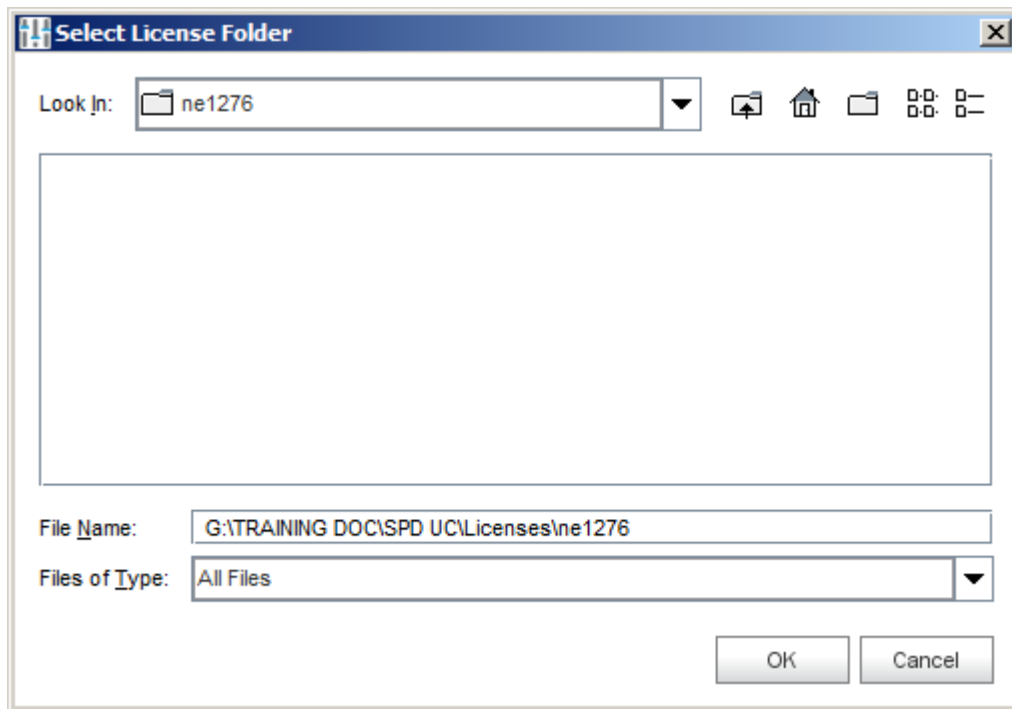 Select License Folder
Look In: ne1276
File Name: G:\TRAINING DOC\SPD UC\Licenses\ne1276
Files of Type: All Files
OK Cancel